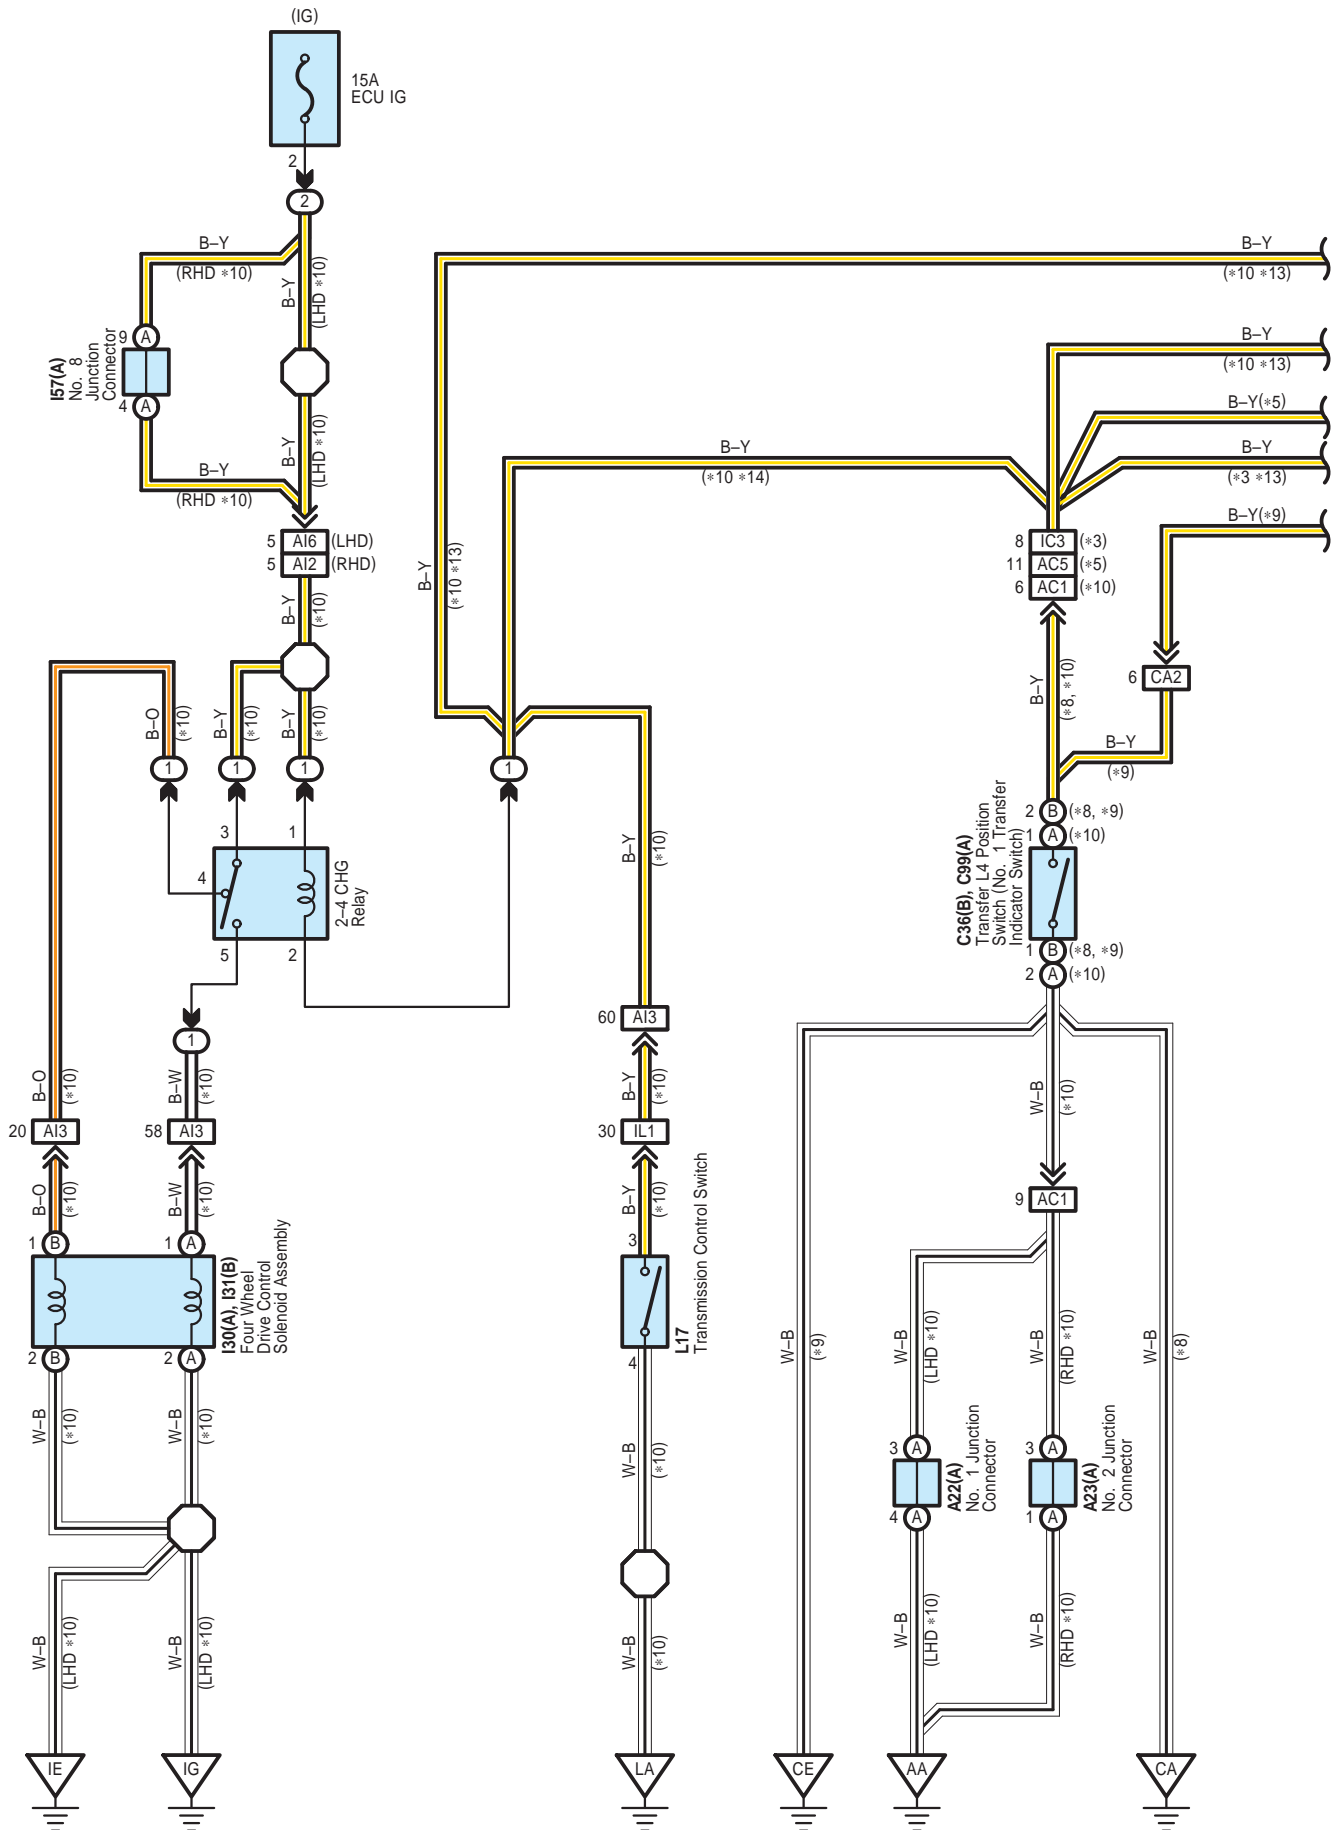 (IG)
15A
ECU IG
2
2
B–Y
(RHD ∗10)
B–Y
(LHD ∗10)
B–Y
(∗10 ∗13)
9 A
I57(A)
No. 8
Junction
Connector
4 A
B–Y
(∗10 ∗13)
B–Y(∗5)
B–Y
(LHD ∗10)
B–Y
(RHD ∗10)
B–Y
(∗10 ∗14)
B–Y
(∗3 ∗13)
B–Y(∗9)
5 AI6 (LHD)
5 AI2 (RHD)
8 IC3 (∗3)
11 AC5 (∗5)
6 AC1 (∗10)
B–Y
(∗10)
B–Y
(∗10 ∗13)
6 CA2
B–O
(∗10)
B–Y
(∗10)
B–Y
(∗10)
B–Y
(∗8, ∗10)
B–Y
(∗9)
1
1
1
1
2 B (∗8, ∗9)
1 A (∗10)
3
1
4
5
2
2–4 CHG
Relay
B–Y
(∗10)
C36(B), C99(A)
Transfer L4 Position
Switch (No. 1 Transfer
Indicator Switch)
1 B (∗8, ∗9)
2 A (∗10)
1
60 AI3
B–O
(∗10)
B–W
(∗10)
B–Y
(∗10)
W–B
(∗10)
20 AI3
58 AI3
30 IL1
B–O
(∗10)
B–W
(∗10)
B–Y
(∗10)
9 AC1
1 B
1 A
I30(A), I31(B)
Four Wheel
Drive Control
Solenoid Assembly
2 B
2 A
3
L17
Transmission Control Switch
4
W–B
(∗9)
W–B
(LHD ∗10)
W–B
(RHD ∗10)
W–B
(∗8)
W–B
(∗10)
W–B
(∗10)
W–B
(∗10)
3 A
A22(A)
No. 1 Junction
Connector
4 A
3 A
A23(A)
No. 2 Junction
Connector
1 A
W–B
(LHD ∗10)
W–B
(LHD ∗10)
W–B
(∗10)
W–B
(LHD ∗10)
W–B
(RHD ∗10)
IE
IG
LA
CE
AA
CA